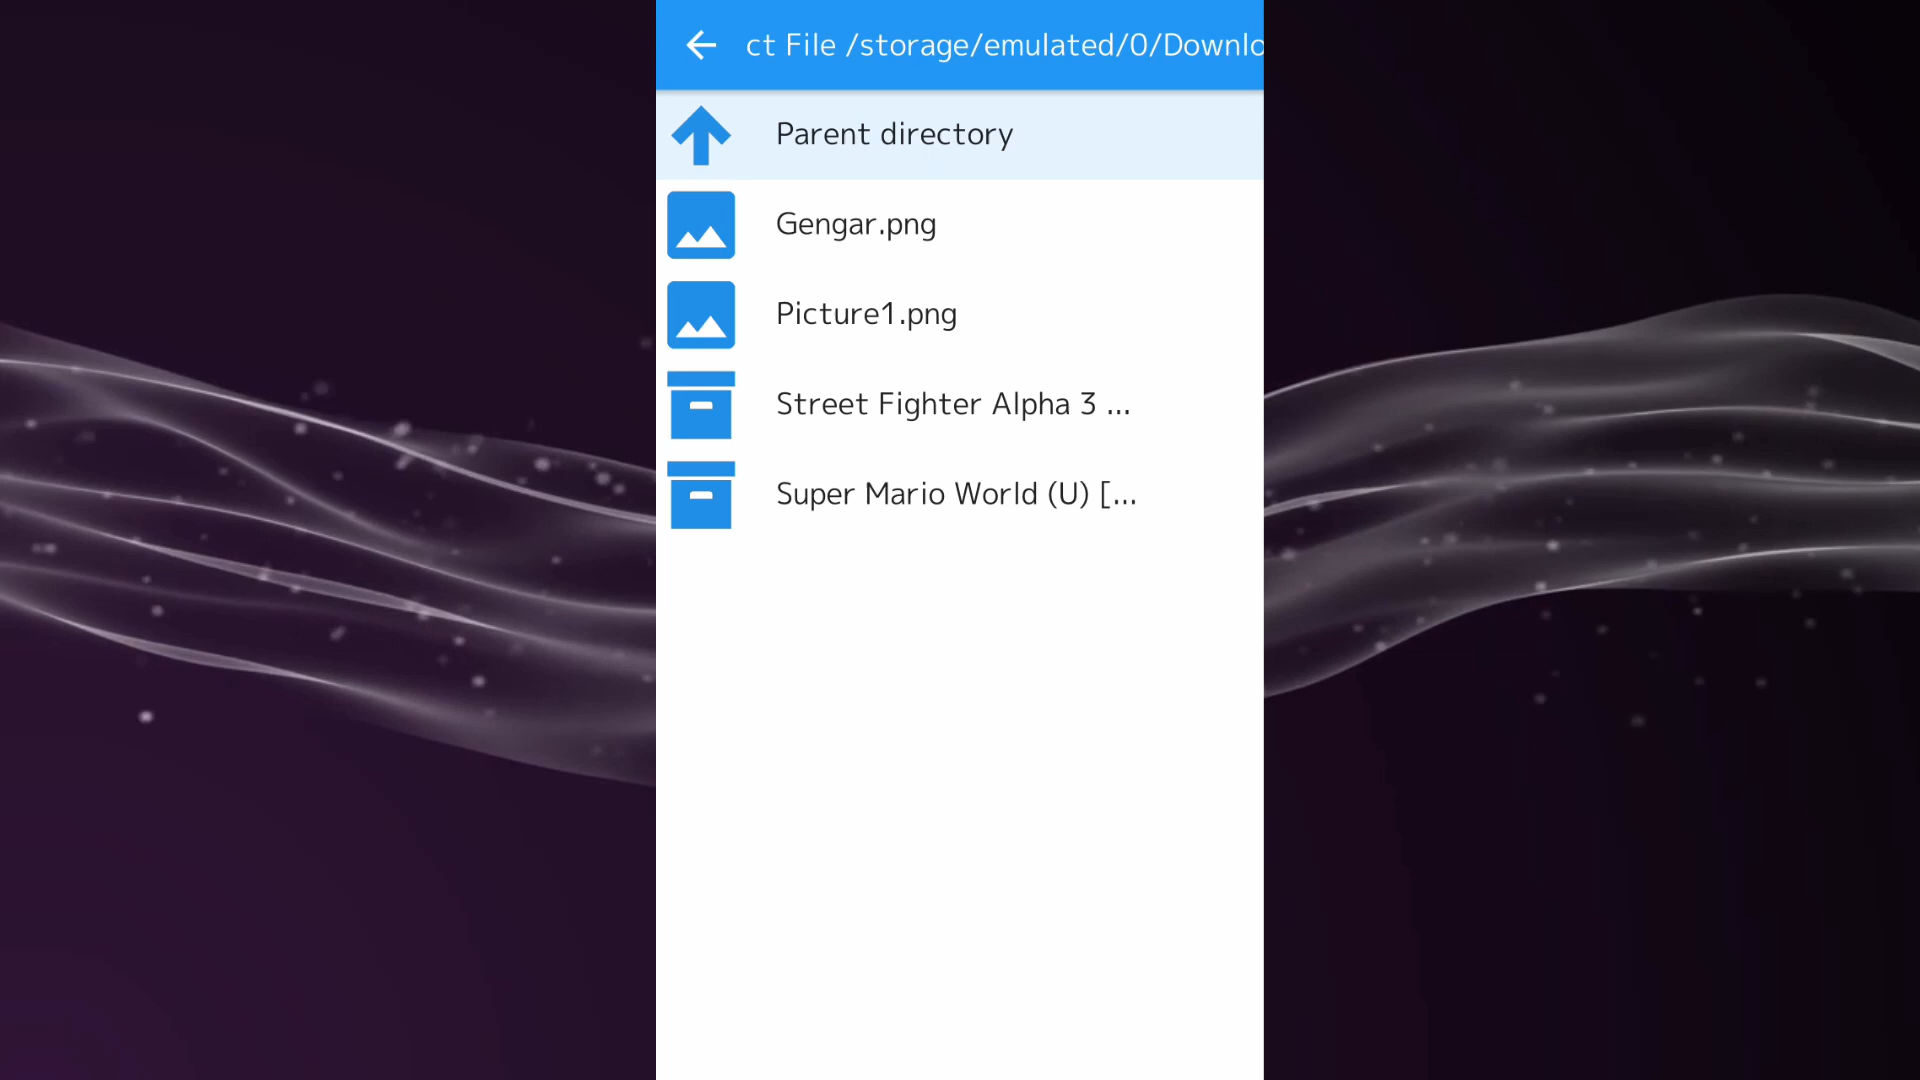 ct File /storage/emulated/0/Downlo
Parent directory
Gengar.png
Picture1.png
Street Fighter Alpha 3 ...
Super Mario World (U) [...